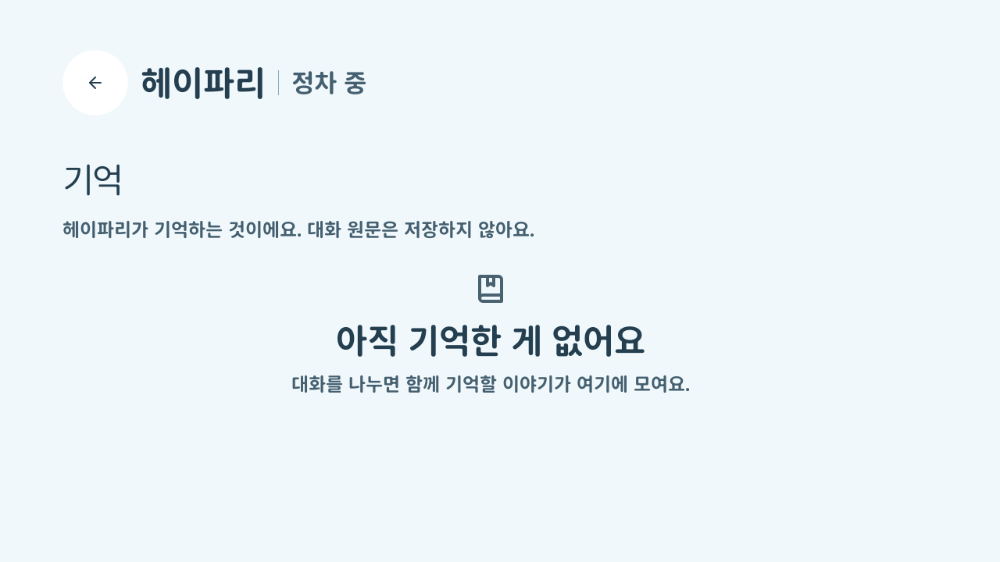 헤이파리 | 정차 중
기억
헤이파리가 기억하는 것이에요. 대화 원문은 저장하지 않아요.
아직 기억한 게 없어요
대화를 나누면 함께 기억할 이야기가 여기에 모여요.